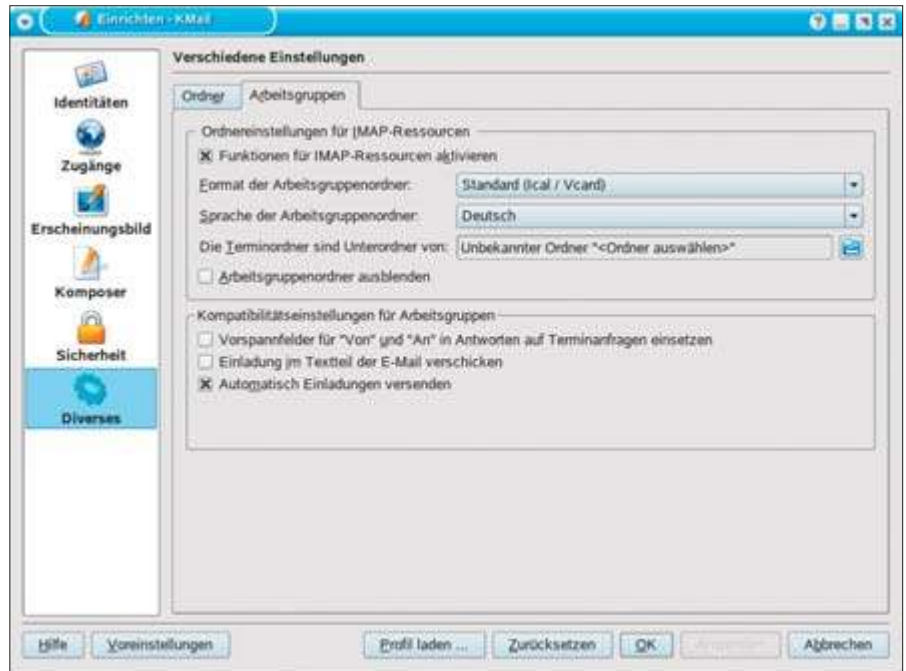 Einrichten - KMail
Verschiedene Einstellungen
Identitäten
Zugänge
Erscheinungsbild
Komposer
Sicherheit
Diverses
Ordner Arbeitsgruppen
Ordnereinstellungen für IMAP-Ressourcen
Funktionen für IMAP-Ressourcen aktivieren
Format der Arbeitsgruppenordner: Standard (Ical / Vcard)
Sprache der Arbeitsgruppenordner: Deutsch
Die Terminordner sind Unterordner von: Unbekannter Ordner "<Ordner auswählen>"
Arbeitsgruppenordner ausblenden
Kompatibilitätseinstellungen für Arbeitsgruppen
Vorspannfelder für "Von" und "An" in Antworten auf Terminanfragen einsetzen
Einladung im Textteil der E-Mail verschicken
Automatisch Einladungen versenden
Hilfe Voreinstellungen Profil laden ... Zurücksetzen OK Abbrechen